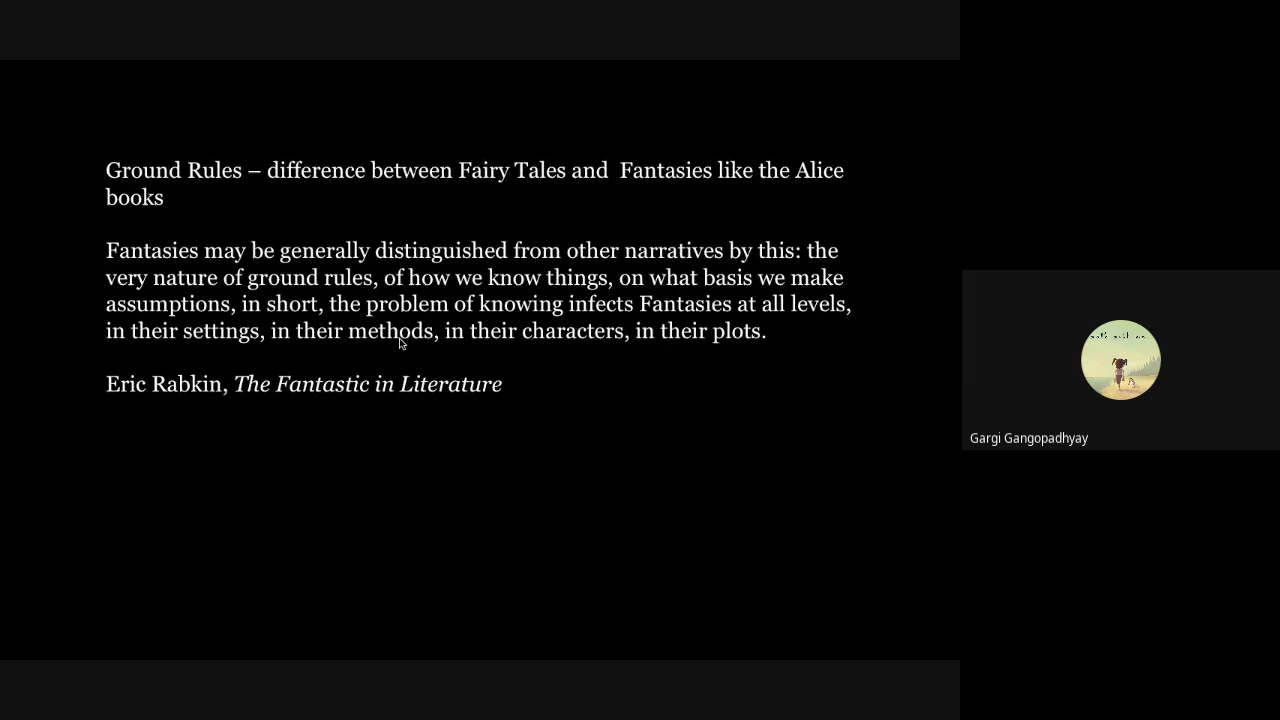 Ground Rules – difference between Fairy Tales and  Fantasies like the Alice
books
Fantasies may be generally distinguished from other narratives by this: the
very nature of ground rules, of how we know things, on what basis we make
assumptions, in short, the problem of knowing infects Fantasies at all levels,
in their settings, in their methods, in their characters, in their plots.
Eric Rabkin, The Fantastic in Literature
Gargi Gangopadhyay